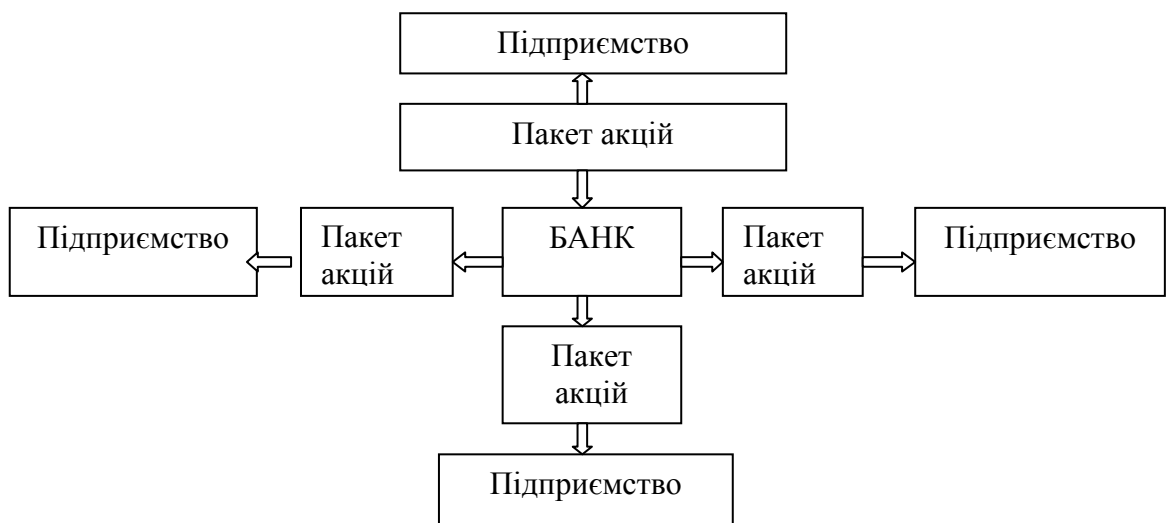 Підприємство
Пакет акцій
Підприємство
Пакет
акцій
БАНК
Пакет
акцій
Підприємство
Пакет
акцій
Підприємство